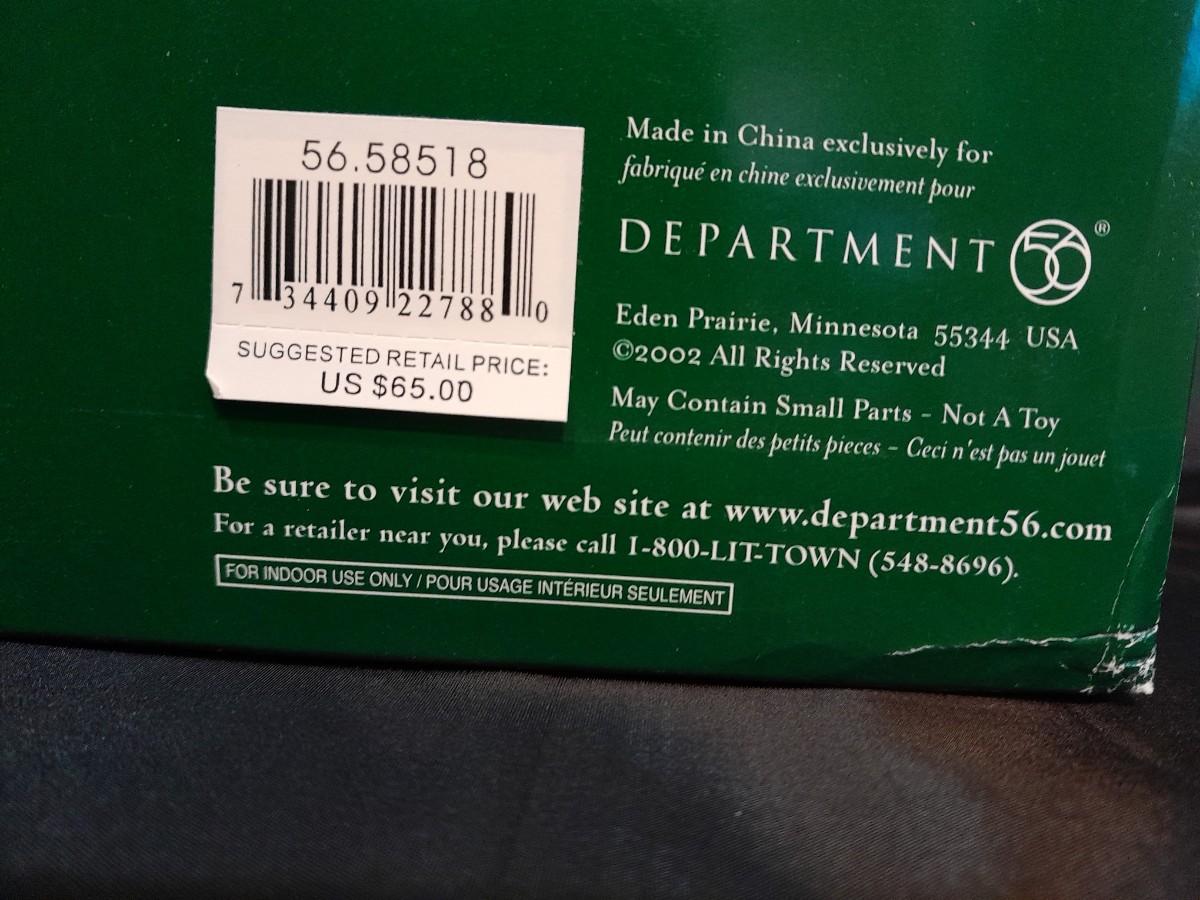 56.58518
7 34409 22788 0
SUGGESTED RETAIL PRICE:
US $65.00
Made in China exclusively for
fabriqué en chine exclusivement pour
DEPARTMENT 56®
Eden Prairie, Minnesota 55344 USA
©2002 All Rights Reserved
May Contain Small Parts - Not A Toy
Peut contenir des petits pieces - Ceci n'est pas un jouet
Be sure to visit our web site at www.department56.com
For a retailer near you, please call 1-800-LIT-TOWN (548-8696).
FOR INDOOR USE ONLY / POUR USAGE INTÉRIEUR SEULEMENT